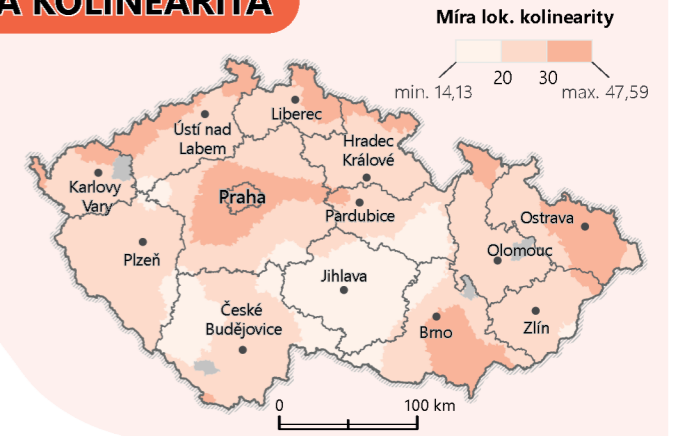 A KOLINEARITA
Míra lok. kolinearity
20 30
min. 14,13 max. 47,59
Liberec
Ústí nad
Labem
Hradec
Králové
Karlovy
Vary
Praha
Pardubice
Ostrava
Plzeň
Olomouc
Jihlava
České
Budějovice
Brno
Zlín
0 100 km